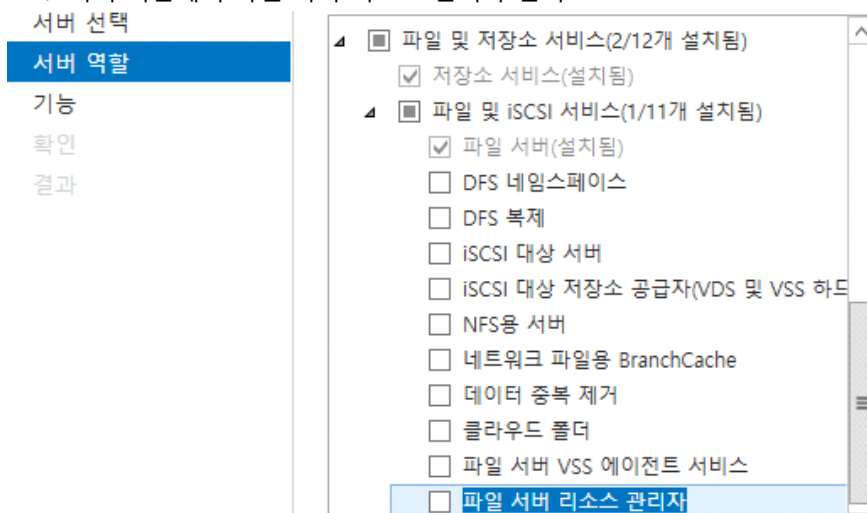 서버 선택
서버 역할
기능
확인
결과
파일 및 저장소 서비스(2/12개 설치됨)
저장소 서비스(설치됨)
파일 및 iSCSI 서비스(1/11개 설치됨)
파일 서버(설치됨)
DFS 네임스페이스
DFS 복제
iSCSI 대상 서버
iSCSI 대상 저장소 공급자(VDS 및 VSS 하드
NFS용 서버
네트워크 파일용 BranchCache
데이터 중복 제거
클라우드 폴더
파일 서버 VSS 에이전트 서비스
파일 서버 리소스 관리자